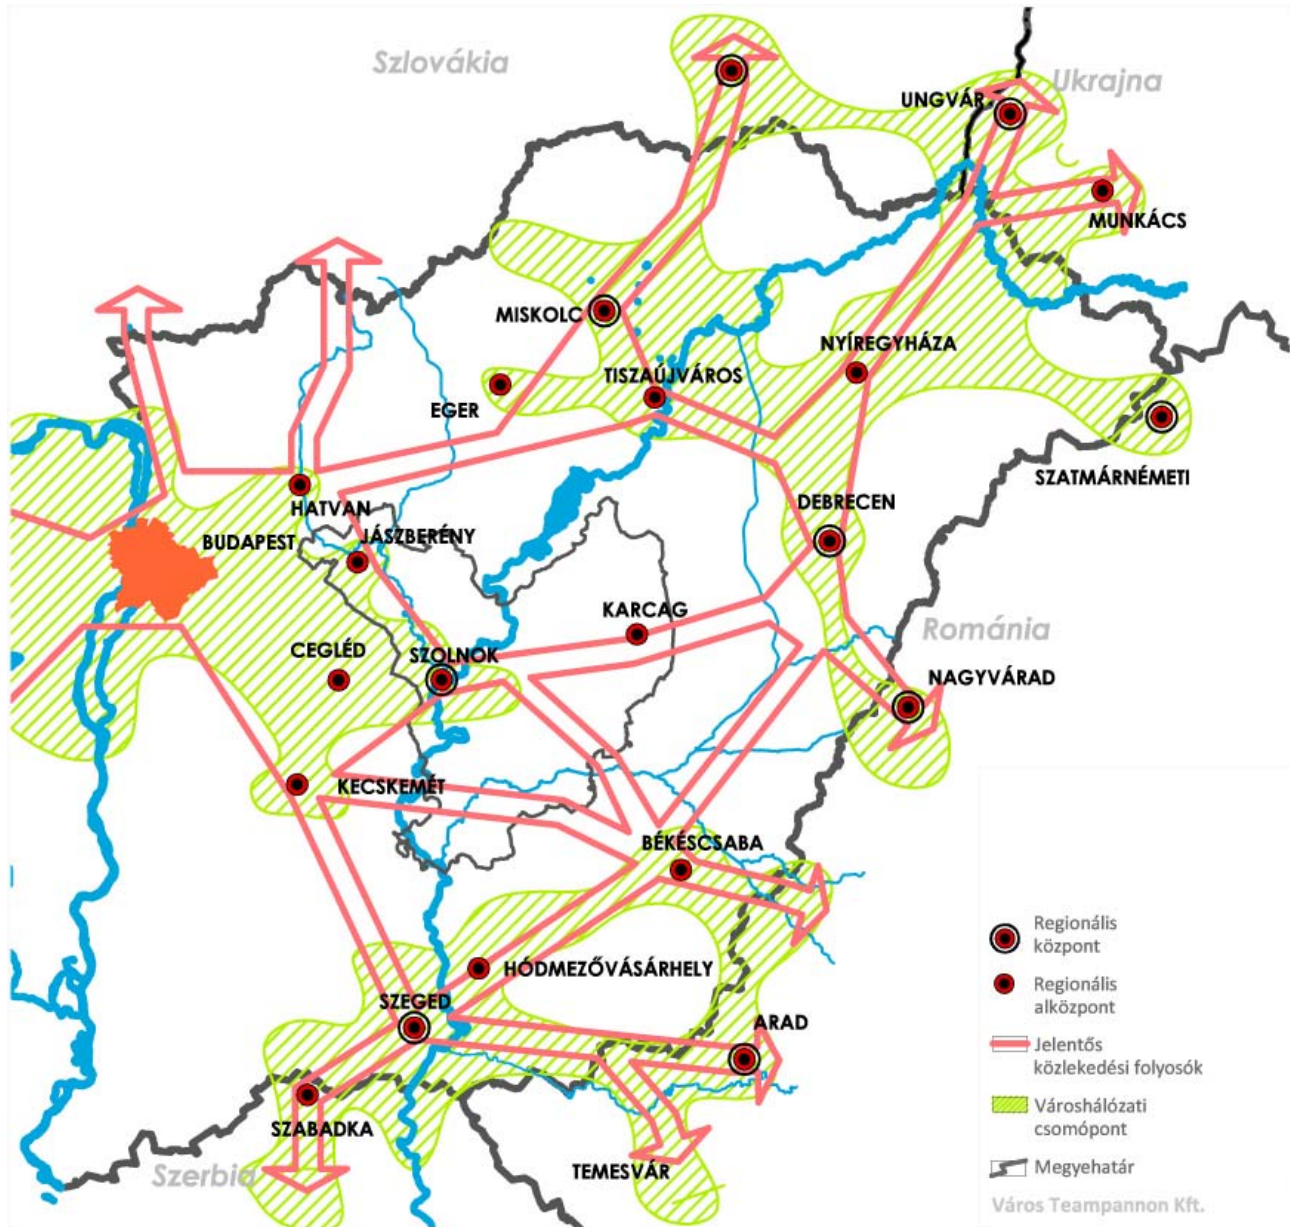 Szlovákia
Ukrajna
UNGVÁR
MUNKÁCS
MISKOLC
NYÍREGYHÁZA
TISZAÚJVÁROS
EGER
SZATMÁRNÉMETI
HATVAN
DEBRECEN
BUDAPEST
JÁSZBERÉNY
KARCAG
Románia
CEGLÉD
SZOLNOK
NAGYVÁRAD
KECSKEMÉT
BÉKÉSCSABA
HÓDMEZŐVÁSÁRHELY
SZEGED
ARAD
SZABADKA
TEMESVÁR
Szerbia
Regionális
központ
Regionális
alközpont
Jelentős
közlekedési folyosók
Városhálózati
csomópont
Megyehatár
Város Teampannon Kft.